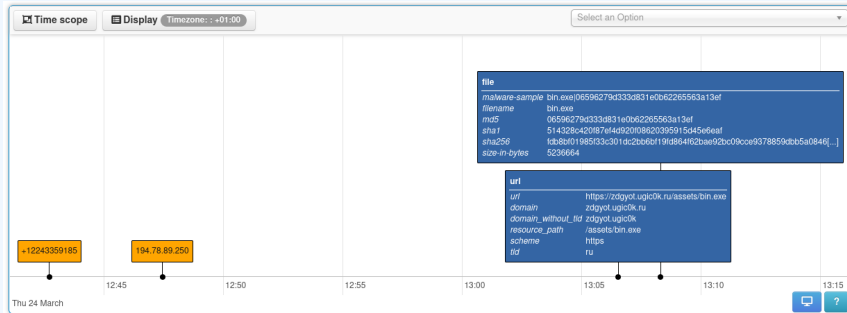 Time scope
Display Timezone: : +01:00
Select an Option
file
malware-sample bin.exe|06596279d333d831e0b62265563a13ef
filename bin.exe
md5 06596279d333d831e0b62265563a13ef
sha1 514328c420f87ef4d920f08620395915d45e6eaf
sha256 fdb8bf01985f33c301dc2bb6bf19fd864f62bae92bc09cce9378859dbb5a0846[...]
size-in-bytes 5236664
url
url https://zdgyot.ugic0k.ru/assets/bin.exe
domain zdgyot.ugic0k.ru
domain_without_tld zdgyot.ugic0k
resource_path /assets/bin.exe
scheme https
tld ru
+12243359185
194.78.89.250
12:45
12:50
12:55
13:00
13:05
13:10
13:15
Thu 24 March
?